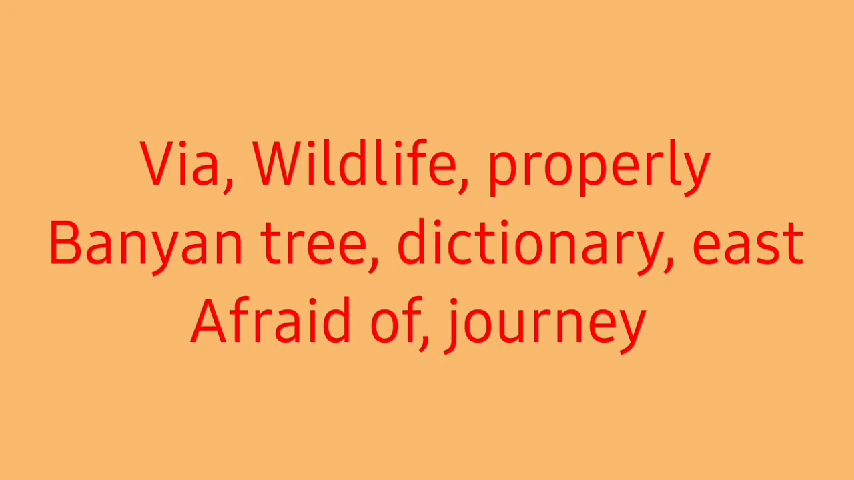 Via, Wildlife, properly
Banyan tree, dictionary, east
Afraid of, journey